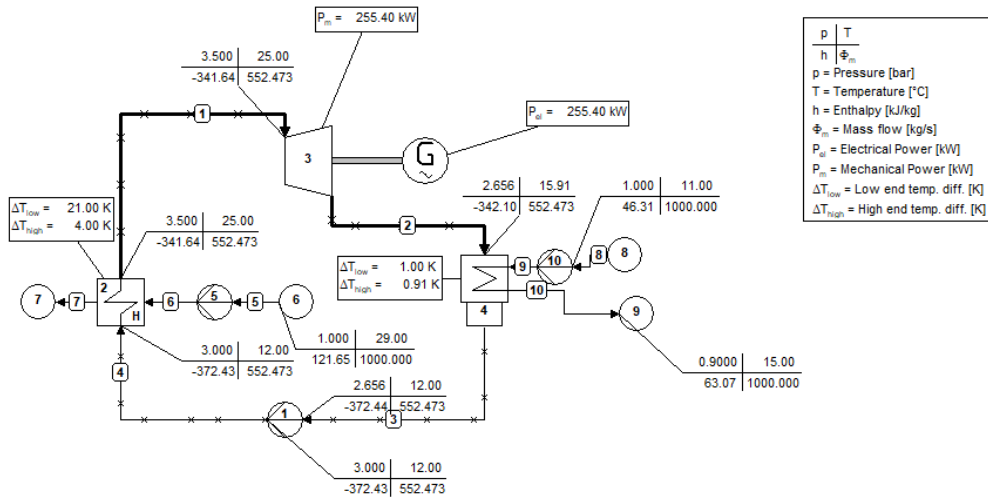 P_m = 255.40 kW
p T
h Φ_m
p = Pressure [bar]
T = Temperature [°C]
h = Enthalpy [kJ/kg]
Φ_m = Mass flow [kg/s]
P_el = Electrical Power [kW]
P_m = Mechanical Power [kW]
ΔT_low = Low end temp. diff. [K]
ΔT_high = High end temp. diff. [K]
3.500 25.00
-341.64 552.473
1
P_el = 255.40 kW
3
G
~
2.656 15.91
-342.10 552.473
1.000 11.00
46.31 1000.000
ΔT_low = 21.00 K
ΔT_high = 4.00 K
3.500 25.00
-341.64 552.473
2
ΔT_low = 1.00 K
ΔT_high = 0.91 K
9
10
8
8
10
2
H
7
7
6
5
5
6
4
9
1.000 29.00
121.65 1000.000
3.000 12.00
-372.43 552.473
0.9000 15.00
63.07 1000.000
4
2.656 12.00
-372.44 552.473
1
3
3.000 12.00
-372.43 552.473